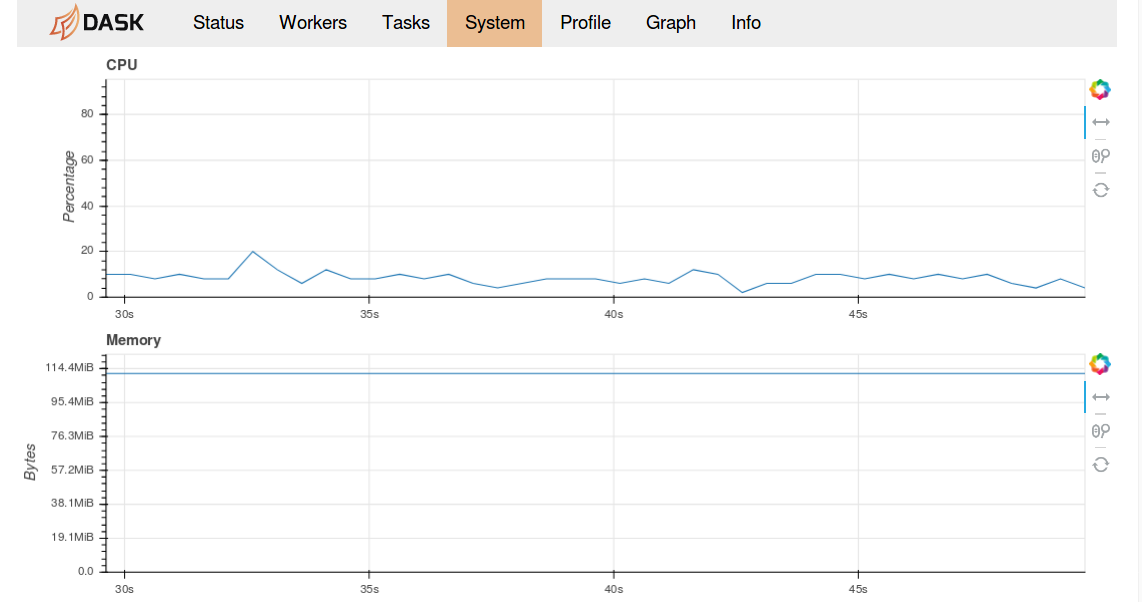 DASK Status Workers Tasks System Profile Graph Info
CPU
Percentage
80
60
40
20
0
30s 35s 40s 45s
Memory
Bytes
114.4MiB
95.4MiB
76.3MiB
57.2MiB
38.1MiB
19.1MiB
0.0
30s 35s 40s 45s